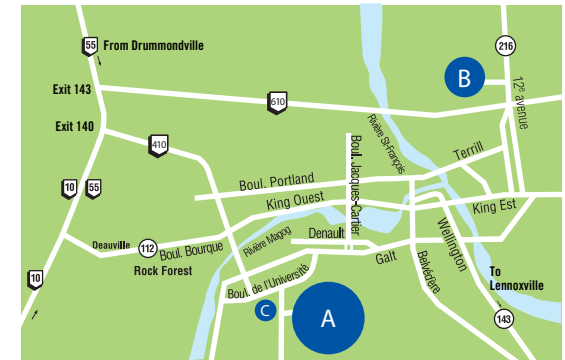 55
From Drummondville
216
B
Exit 143
610
12e avenue
Exit 140
410
Rivière St-François
Boul. Jacques-Cartier
Terrill
10
55
Boul. Portland
King Ouest
King Est
Deauville
112
Boul. Bourque
Rivière Magog
Denault
Galt
Belvédère
Wellington
Rock Forest
10
Boul. de l'Université
To
Lennoxville
C
A
143